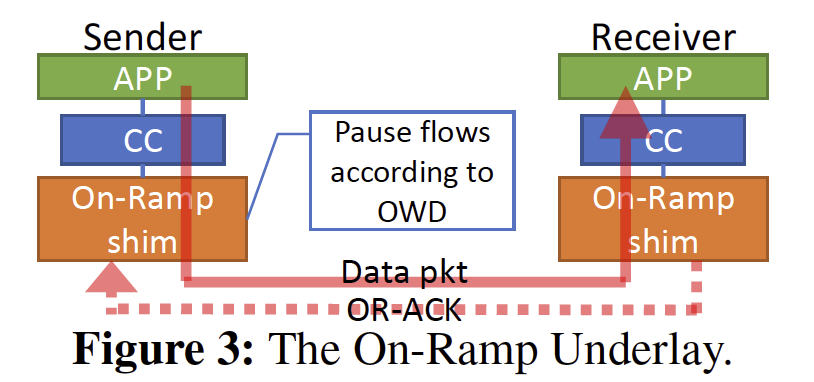 Sender
Receiver
APP
APP
CC
CC
Pause flows
according to
OWD
On-Ramp
shim
On-Ramp
shim
Data pkt
OR-ACK
Figure 3: The On-Ramp Underlay.